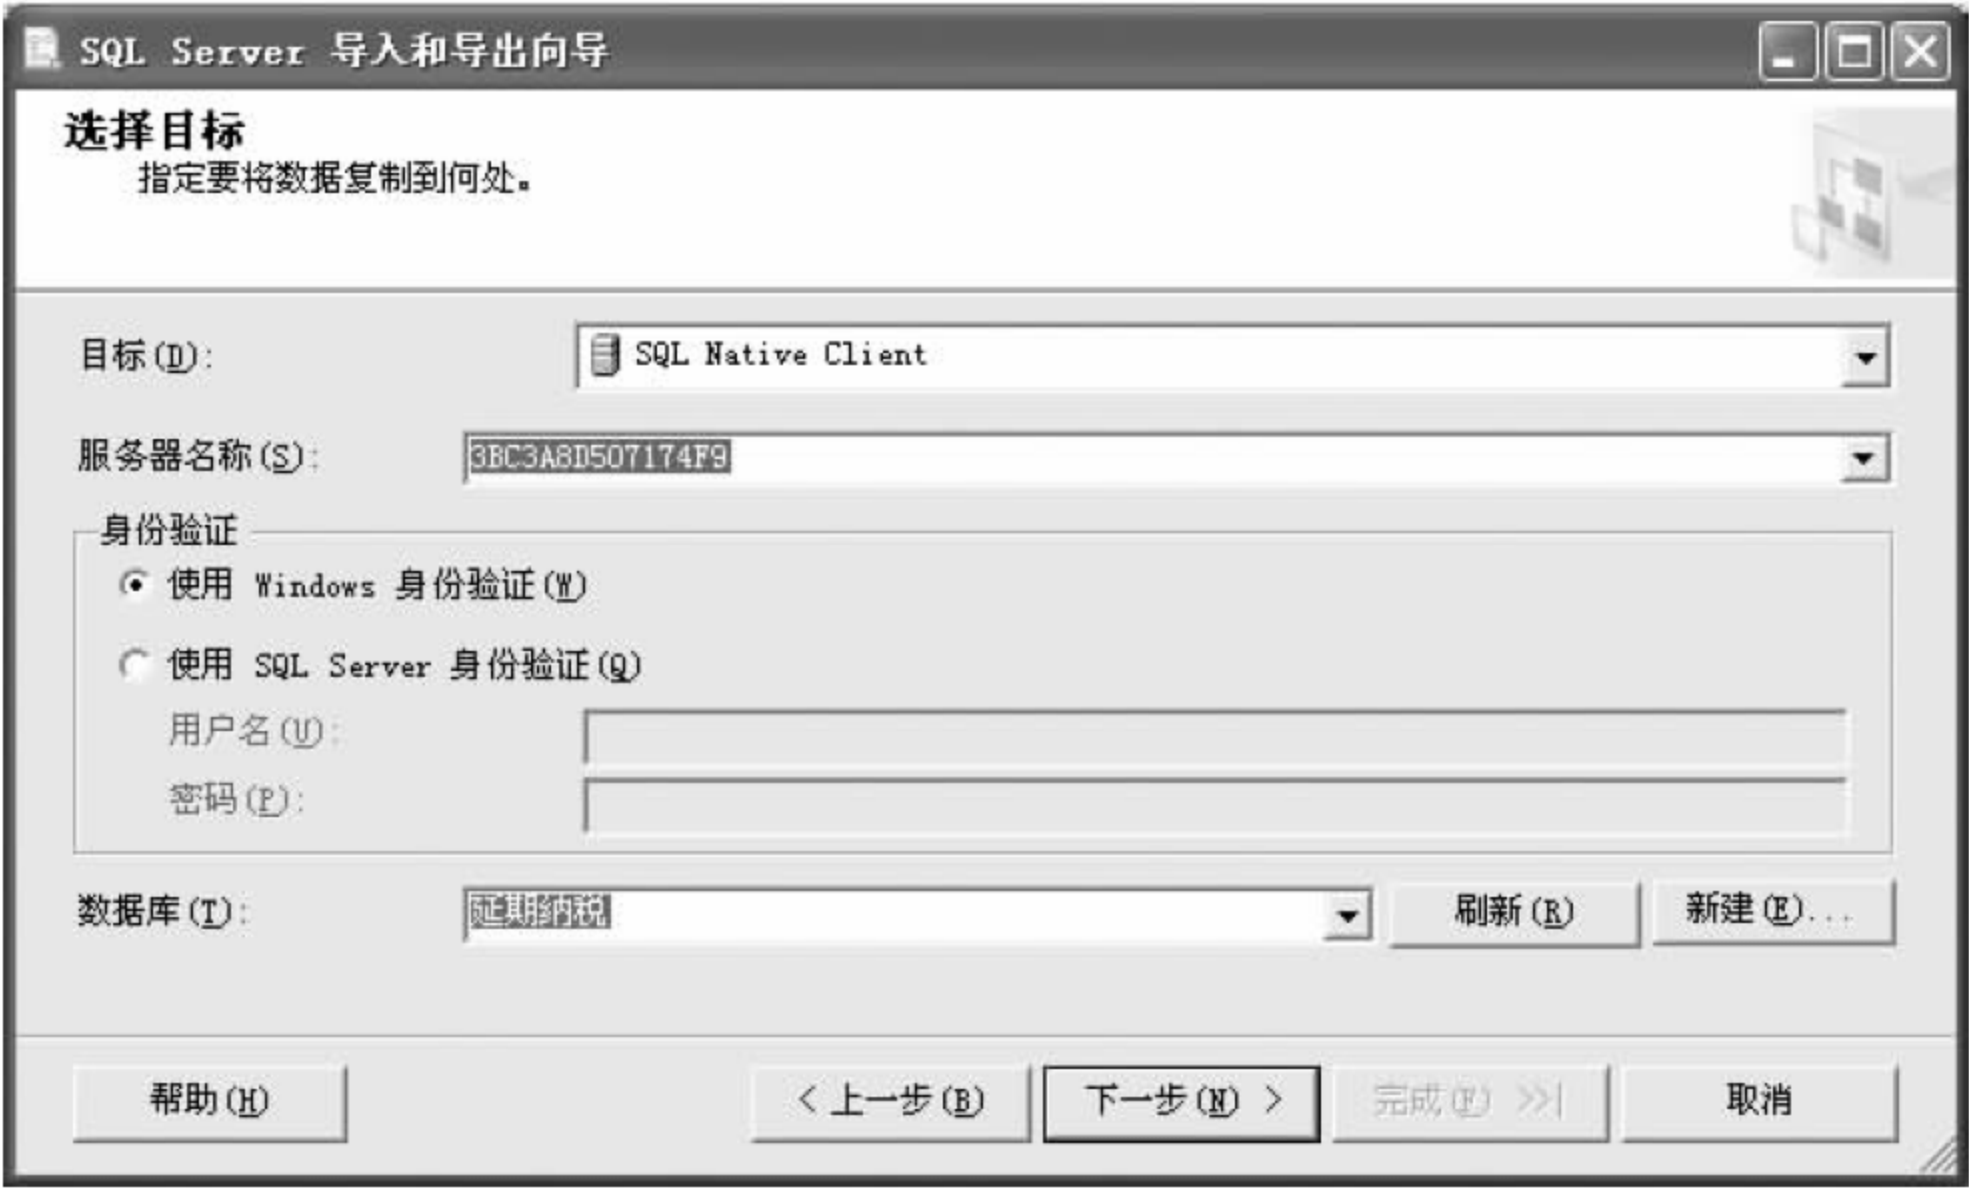 SQL Server 导入和导出向导
选择目标
指定要将数据复制到何处。
目标(D): SQL Native Client
服务器名称(S): 3BC3A8D507174F9
身份验证
使用 Windows 身份验证(W)
使用 SQL Server 身份验证(Q)
用户名(U):
密码(P):
数据库(T): 延期纳税 刷新(R) 新建(E)...
帮助(H) < 上一步(B) 下一步(N) > 完成(F) >>| 取消